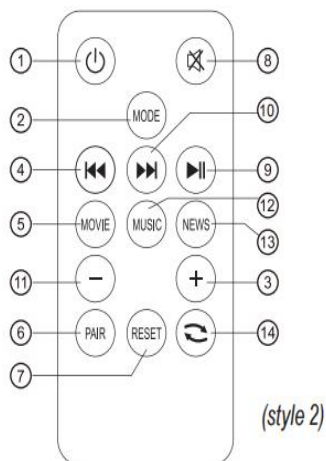 1 8
2 MODE 10
4 9
12
5 MOVIE MUSIC NEWS
13
11 − + 3
6 PAIR RESET 14
7
(style 2)